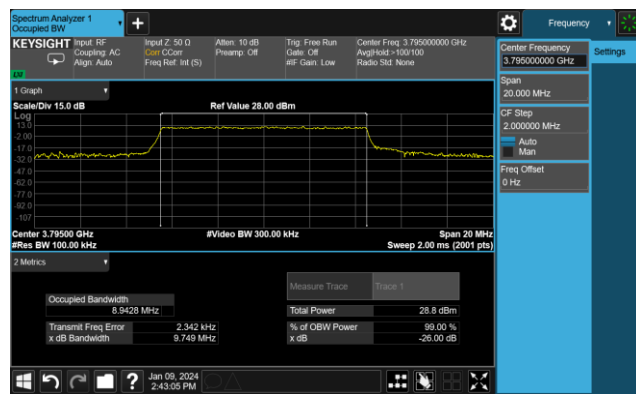 Spectrum Analyzer 1
Occupied BW
Frequency
KEYSIGHT
Input: RF
Coupling: AC
Align: Auto
Input Z: 50 Ω
Corr CCorr
Freq Ref: Int (S)
Atten: 10 dB
Preamp: Off
Trig: Free Run
Gate: Off
#IF Gain: Low
Center Freq: 3.795000000 GHz
Avg|Hold:>100/100
Radio Std: None
LXI
Center Frequency
3.795000000 GHz
Settings
Span
20.000 MHz
CF Step
2.000000 MHz
Auto
Man
Freq Offset
0 Hz
1 Graph
Scale/Div 15.0 dB
Ref Value 28.00 dBm
Log
13.0
-2.00
-17.0
-32.0
-47.0
-62.0
-77.0
-92.0
-107
Center 3.79500 GHz
#Video BW 300.00 kHz
Span 20 MHz
#Res BW 100.00 kHz
Sweep 2.00 ms (2001 pts)
2 Metrics
Measure Trace
Trace 1
Occupied Bandwidth
8.9428 MHz
Total Power
28.8 dBm
Transmit Freq Error
2.342 kHz
% of OBW Power
99.00 %
x dB Bandwidth
9.749 MHz
x dB
-26.00 dB
?
Jan 09, 2024
2:43:05 PM